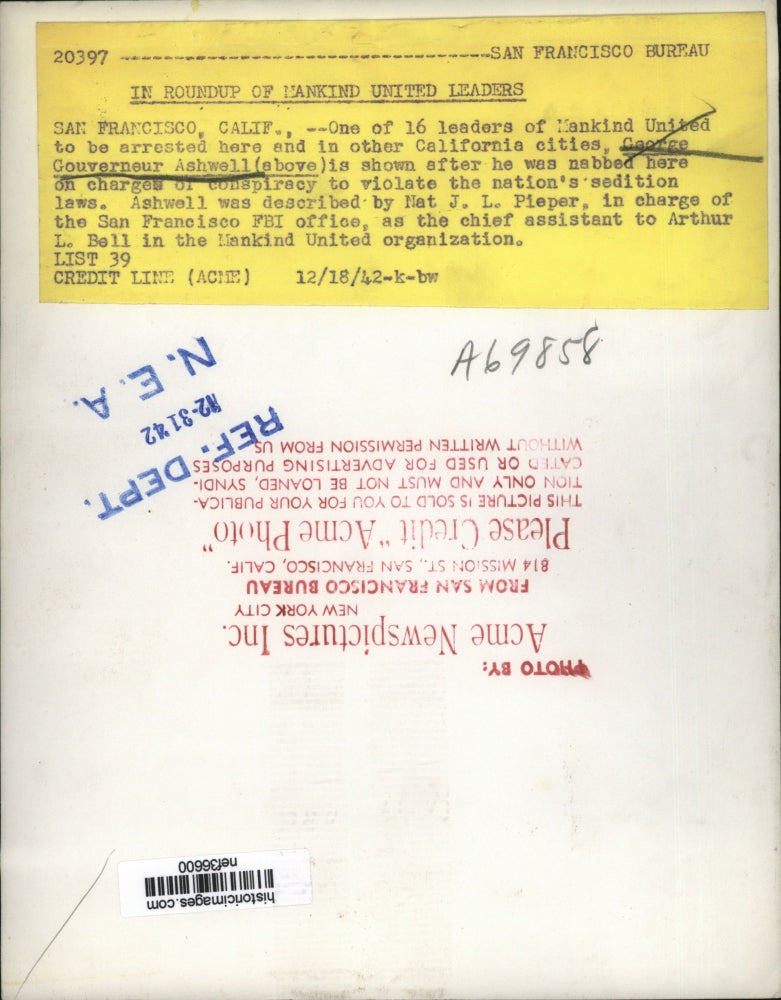 20397 ---------------------------------------SAN FRANCISCO BUREAU
IN ROUNDUP OF MANKIND UNITED LEADERS
SAN FRANCISCO, CALIF., --One of 16 leaders of Mankind United
to be arrested here and in other California cities, George
Gouverneur Ashwell(above)is shown after he was nabbed here
on charges of conspiracy to violate the nation's sedition
laws. Ashwell was described by Nat J. L. Pieper, in charge of
the San Francisco FBI office, as the chief assistant to Arthur
L. Bell in the Mankind United organization.
LIST 39
CREDIT LINE (ACME) 12/18/42-k-bw
A69858
REF. DEPT.
12-31'42
N. E. A.
PHOTO BY:
Acme Newspictures Inc.
NEW YORK CITY
FROM SAN FRANCISCO BUREAU
814 MISSION ST., SAN FRANCISCO, CALIF.
Please Credit "Acme Photo"
THIS PICTURE IS SOLD TO YOU FOR YOUR PUBLICA-
TION ONLY AND MUST NOT BE LOANED, SYNDI-
CATED OR USED FOR ADVERTISING PURPOSES
WITHOUT WRITTEN PERMISSION FROM US
historicimages.com
nef36600